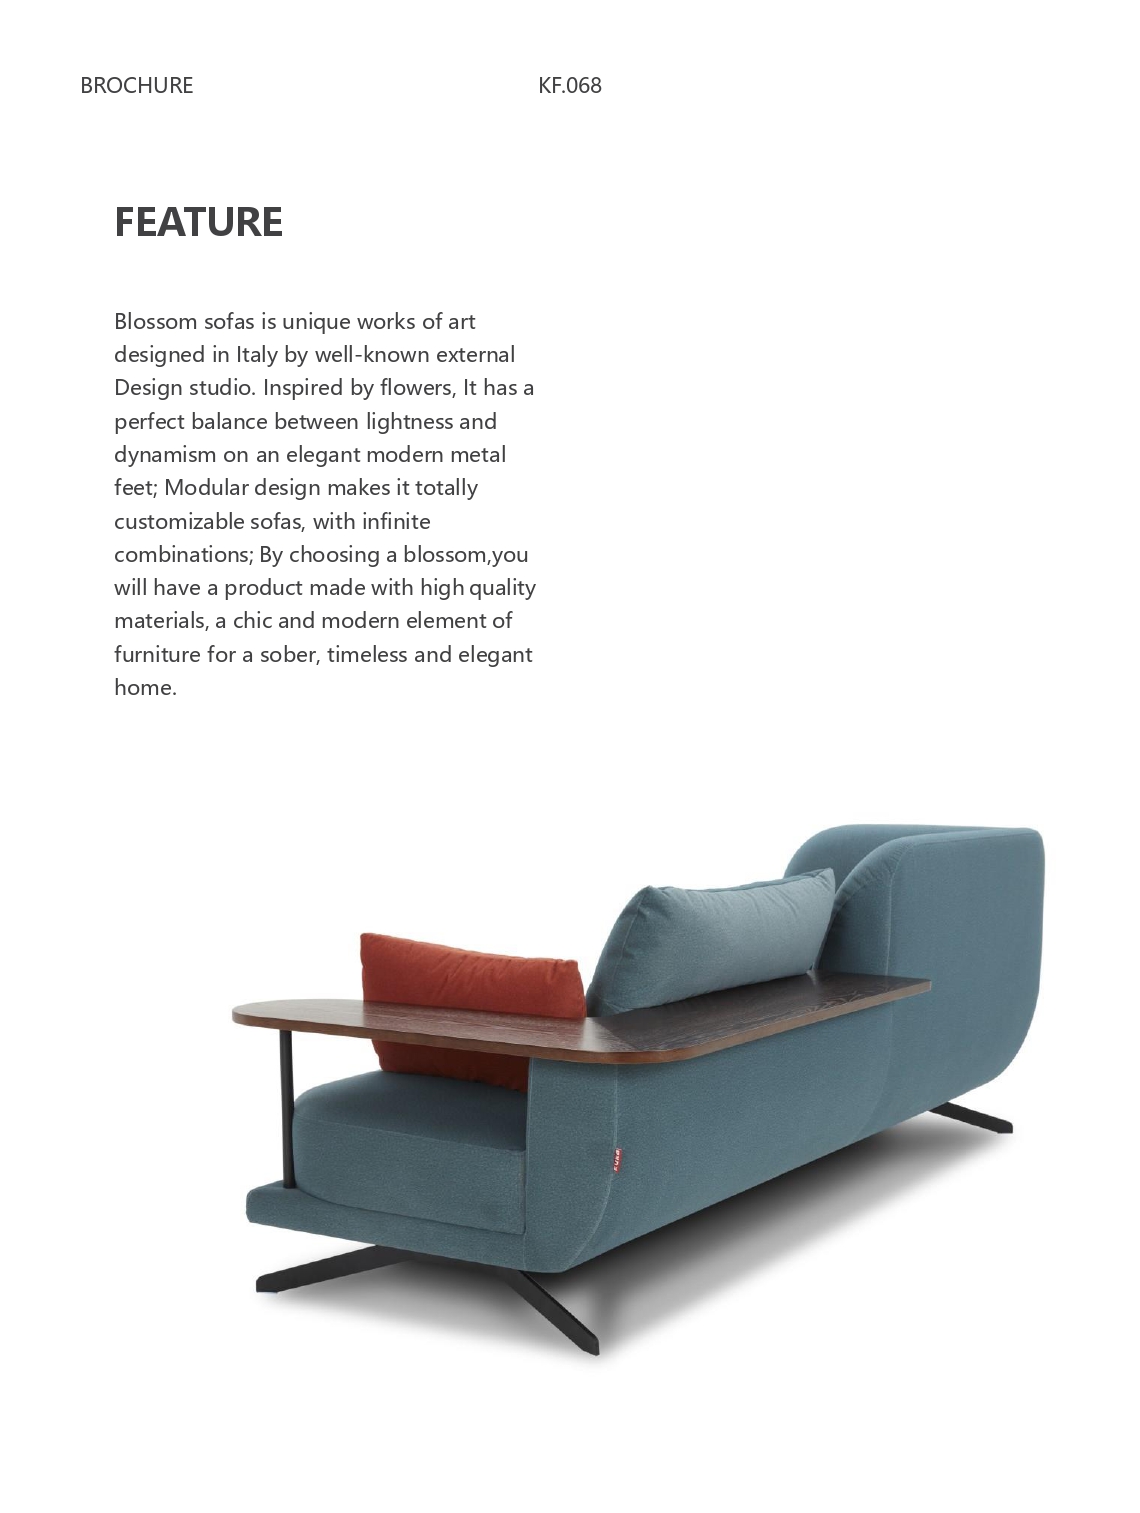 BROCHURE
KF.068
FEATURE
Blossom sofas is unique works of art
designed in Italy by well-known external
Design studio. Inspired by flowers, It has a
perfect balance between lightness and
dynamism on an elegant modern metal
feet; Modular design makes it totally
customizable sofas, with infinite
combinations; By choosing a blossom,you
will have a product made with high quality
materials, a chic and modern element of
furniture for a sober, timeless and elegant
home.